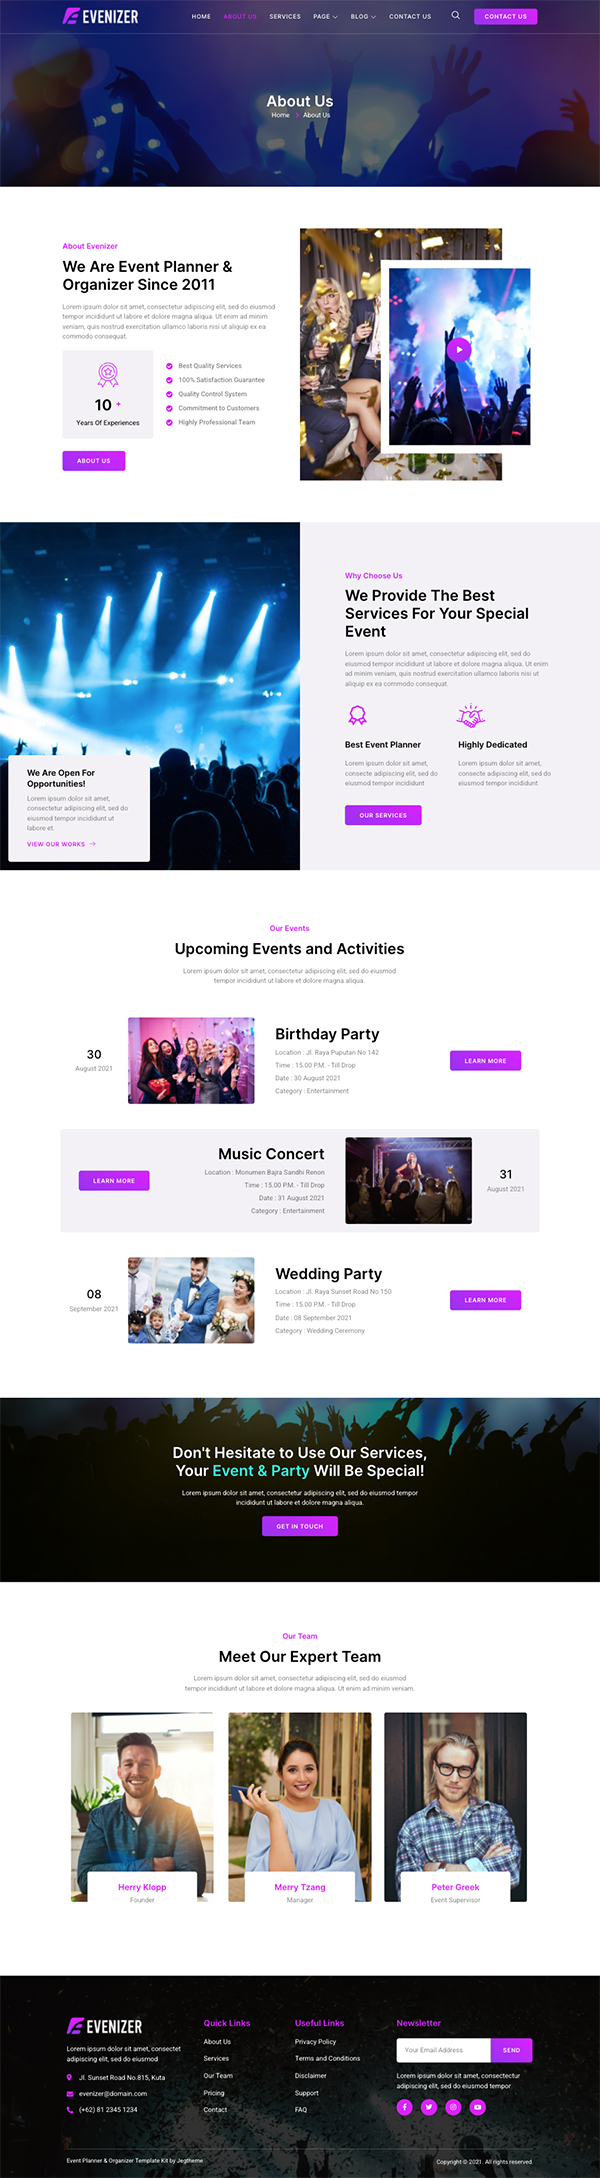 EVENIZER
HOME ABOUT US SERVICES PAGE BLOG CONTACT US CONTACT US
About Us
Home About Us
About Evenizer
We Are Event Planner &
Organizer Since 2011
Lorem ipsum dolor sit amet, consectetur adipiscing elit, sed do eiusmod
tempor incididunt ut labore et dolore magna aliqua. Ut enim ad minim
veniam, quis nostrud exercitation ullamco laboris nisi ut aliquip ex ea
commodo consequat.
10 +
Years Of Experiences
Best Quality Services
100% Satisfaction Guarantee
Quality Control System
Commitment to Customers
Highly Professional Team
ABOUT US
We Are Open For
Opportunities!
Lorem ipsum dolor sit amet,
consectetur adipiscing elit, sed do
eiusmod tempor incididunt ut
labore et.
VIEW OUR WORKS
Why Choose Us
We Provide The Best
Services For Your Special
Event
Lorem ipsum dolor sit amet, consectetur adipiscing elit, sed do
eiusmod tempor incididunt ut labore et dolore magna aliqua. Ut enim
ad minim veniam, quis nostrud exercitation ullamco laboris nisi ut
aliquip ex ea commodo consequat.
Best Event Planner
Lorem ipsum dolor sit amet,
consecte adipiscing elit, sed do
eiusmod tempor incididunt
Highly Dedicated
Lorem ipsum dolor sit amet,
consecte adipiscing elit, sed do
eiusmod tempor incididunt
OUR SERVICES
Our Events
Upcoming Events and Activities
Lorem ipsum dolor sit amet, consectetur adipiscing elit, sed do eiusmod
tempor incididunt ut labore et dolore magna aliqua.
30
August 2021
Birthday Party
Location : Jl. Raya Puputan No 142
Time : 15.00 P.M. - Till Drop
Date : 30 August 2021
Category : Entertainment
LEARN MORE
LEARN MORE
Music Concert
Location : Monumen Bajra Sandhi Renon
Time : 15.00 P.M. - Till Drop
Date : 31 August 2021
Category : Entertainment
31
August 2021
08
September 2021
Wedding Party
Location : Jl. Raya Sunset Road No 150
Time : 15.00 P.M. - Till Drop
Date : 08 September 2021
Category : Wedding Ceremony
LEARN MORE
Don't Hesitate to Use Our Services,
Your Event & Party Will Be Special!
Lorem ipsum dolor sit amet, consectetur adipiscing elit, sed do eiusmod tempor
incididunt ut labore et dolore magna aliqua.
GET IN TOUCH
Our Team
Meet Our Expert Team
Lorem ipsum dolor sit amet, consectetur adipiscing elit, sed do eiusmod
tempor incididunt ut labore et dolore magna aliqua. Ut enim ad minim veniam.
Herry Klopp
Founder
Merry Tzang
Manager
Peter Greek
Event Supervisor
EVENIZER
Lorem ipsum dolor sit amet, consectet
adipiscing elit, sed do eiusmod
Jl. Sunset Road No.815, Kuta
evenizer@domain.com
(+62) 81 2345 1234
Quick Links
About Us
Services
Our Team
Pricing
Contact
Useful Links
Privacy Policy
Terms and Conditions
Disclaimer
Support
FAQ
Newsletter
Your Email Address SEND
Lorem ipsum dolor sit amet, consectetur
adipiscing elit, sed do eiusmod tempor
Event Planner & Organizer Template Kit by Jegtheme
Copyright © 2021. All rights reserved.